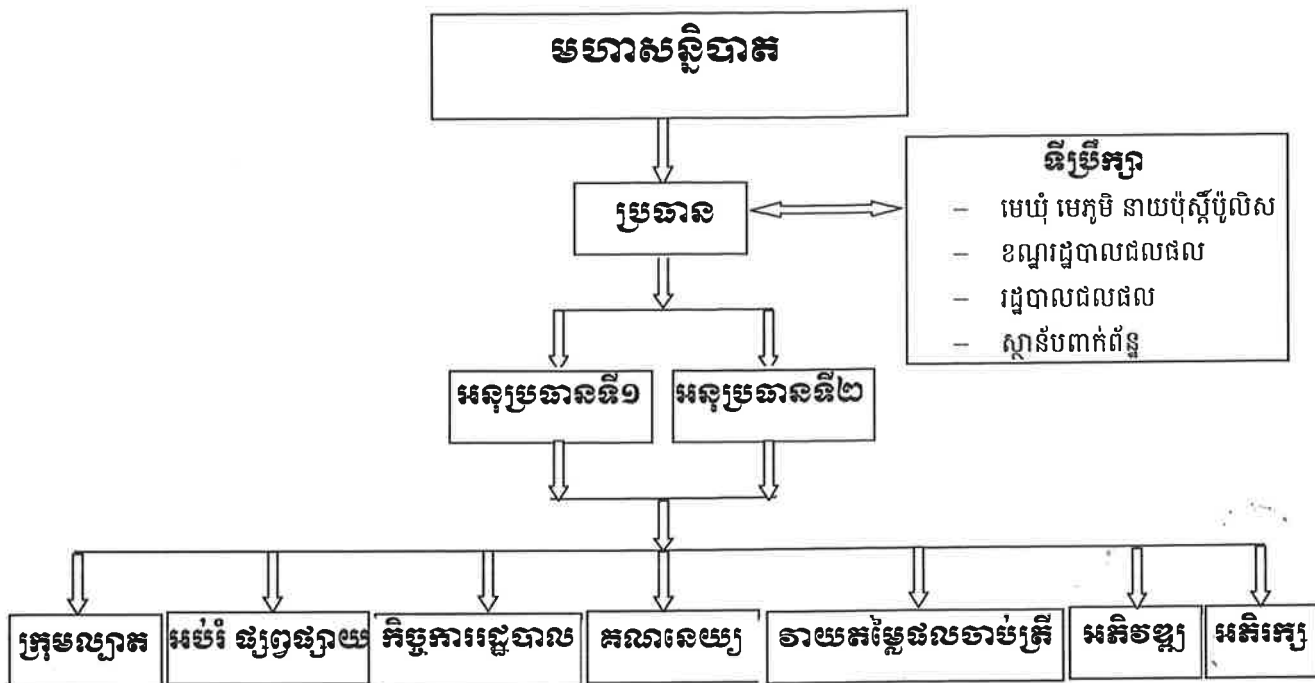 មហាសន្និបាត
ប្រធាន
ទីប្រឹក្សា
– មេឃុំ មេភូមិ នាយប៉ុស្តិ៍ប៉ូលិស
– ខណ្ឌរដ្ឋបាលជលផល
– រដ្ឋបាលជលផល
– ស្ថាន័បពាក់ព័ន្ធ
អនុប្រធានទី១
អនុប្រធានទី២
ក្រុមល្បាត
អប់រំ ផ្សព្វផ្សាយ
កិច្ចការរដ្ឋបាល
គណនេយ្យ
វាយតម្លៃផលចាប់ត្រី
អភិវឌ្ឍ
អភិរក្ស